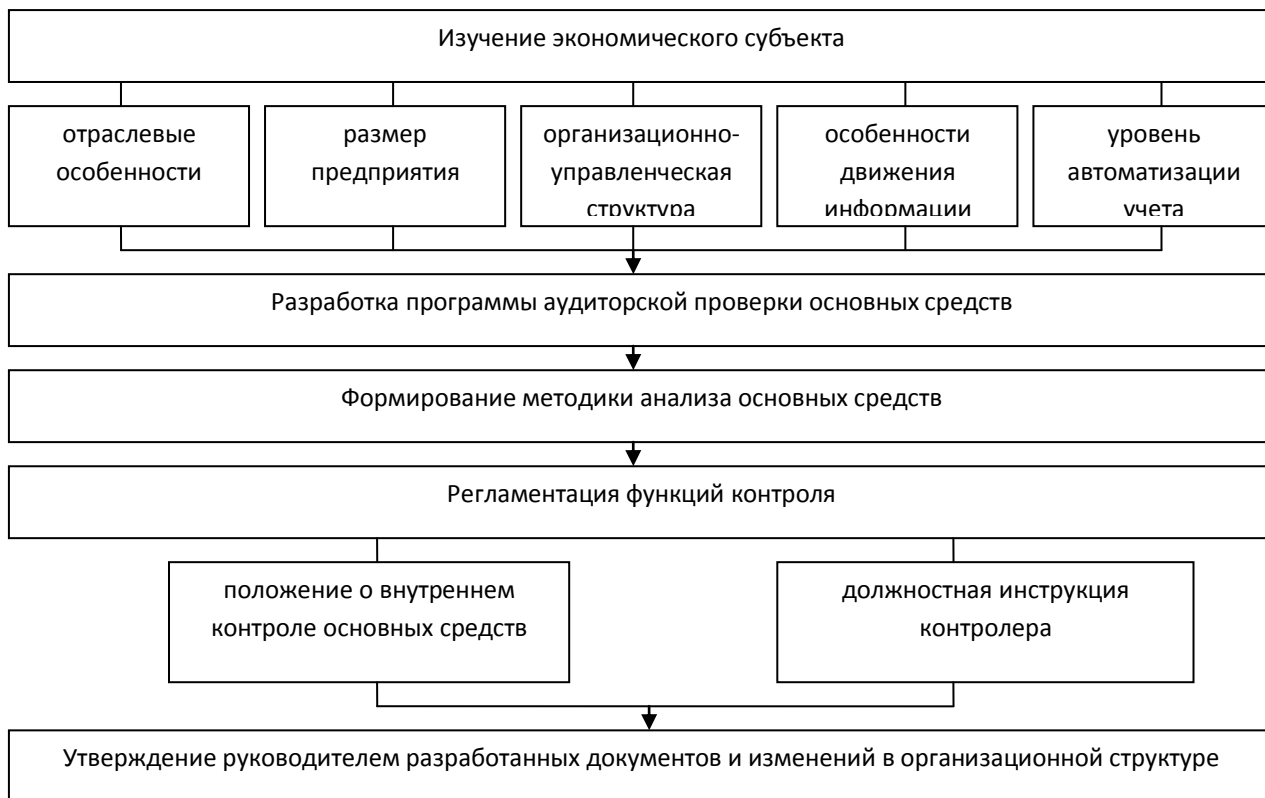 Изучение экономического субъекта
отраслевые
особенности
размер
предприятия
организационно-
управленческая
структура
особенности
движения
информации
уровень
автоматизации
учета
Разработка программы аудиторской проверки основных средств
Формирование методики анализа основных средств
Регламентация функций контроля
положение о внутреннем
контроле основных средств
должностная инструкция
контролера
Утверждение руководителем разработанных документов и изменений в организационной структуре